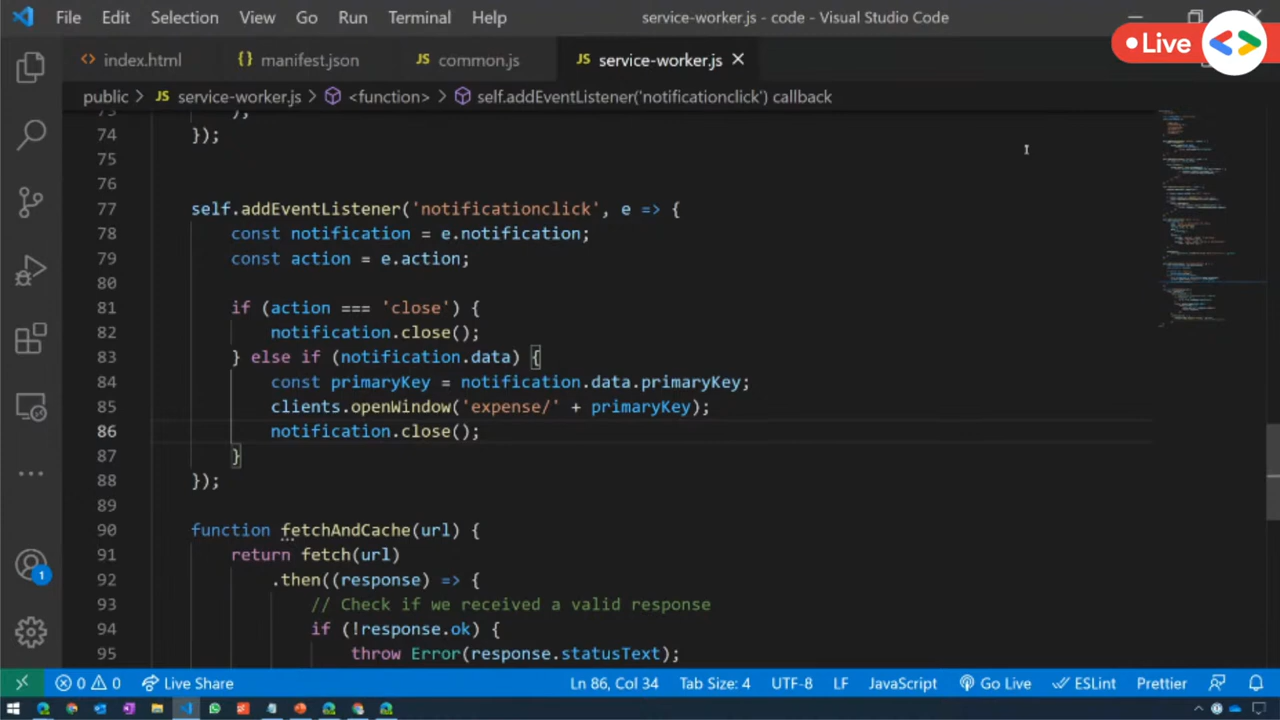 File Edit Selection View Go Run Terminal Help service-worker.js - code - Visual Studio Code
Live
<> index.html {} manifest.json JS common.js JS service-worker.js
public > JS service-worker.js > <function> > self.addEventListener('notificationclick') callback
73 );
74 });
75
76
77 self.addEventListener('notificationclick', e => {
78 const notification = e.notification;
79 const action = e.action;
80
81 if (action === 'close') {
82 notification.close();
83 } else if (notification.data) {
84 const primaryKey = notification.data.primaryKey;
85 clients.openWindow('expense/' + primaryKey);
86 notification.close();
87 }
88 });
89
90 function fetchAndCache(url) {
91 return fetch(url)
92 .then((response) => {
93 // Check if we received a valid response
94 if (!response.ok) {
95 throw Error(response.statusText);
1
0 0 Live Share Ln 86, Col 34 Tab Size: 4 UTF-8 LF JavaScript Go Live ESLint Prettier